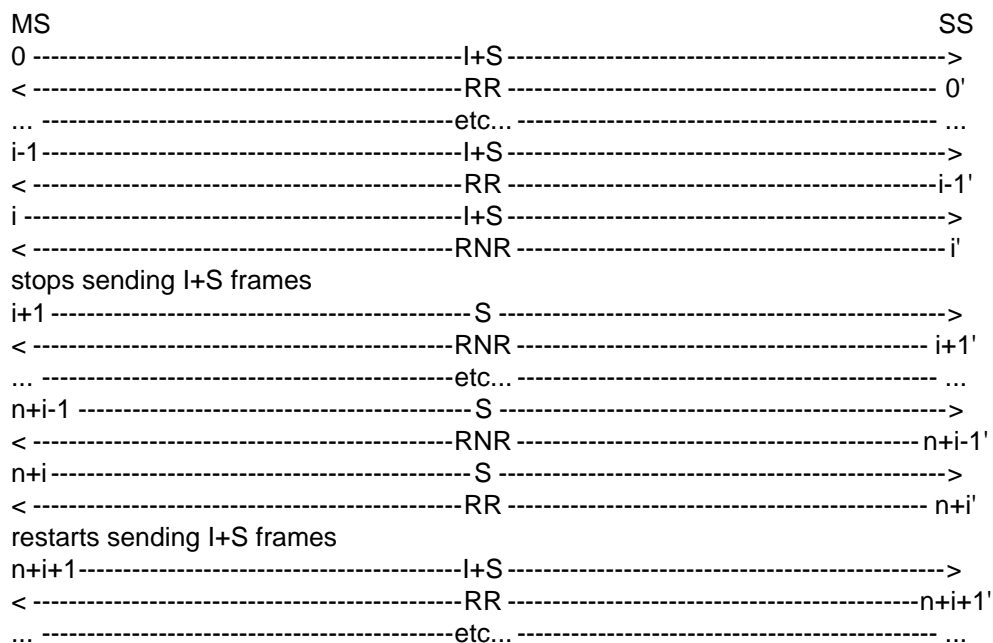 MS SS
0 ------------------------------------------------I+S-------------------------------------------------->
< ------------------------------------------------RR ------------------------------------------------ 0'
... -----------------------------------------------etc... ----------------------------------------------- ...
i-1-----------------------------------------------I+S-------------------------------------------------->
< ------------------------------------------------RR ------------------------------------------------i-1'
i -------------------------------------------------I+S-------------------------------------------------->
< -----------------------------------------------RNR------------------------------------------------ i'
stops sending I+S frames
i+1 ----------------------------------------------- S -------------------------------------------------->
< -----------------------------------------------RNR---------------------------------------------- i+1'
... -----------------------------------------------etc... ----------------------------------------------- ...
n+i-1 -------------------------------------------- S -------------------------------------------------->
< -----------------------------------------------RNR --------------------------------------------- n+i-1'
n+i----------------------------------------------- S -------------------------------------------------->
< ------------------------------------------------RR ----------------------------------------------- n+i'
restarts sending I+S frames
n+i+1-------------------------------------------I+S ------------------------------------------------->
< ------------------------------------------------RR ----------------------------------------------n+i+1'
... -----------------------------------------------etc... ----------------------------------------------- ...